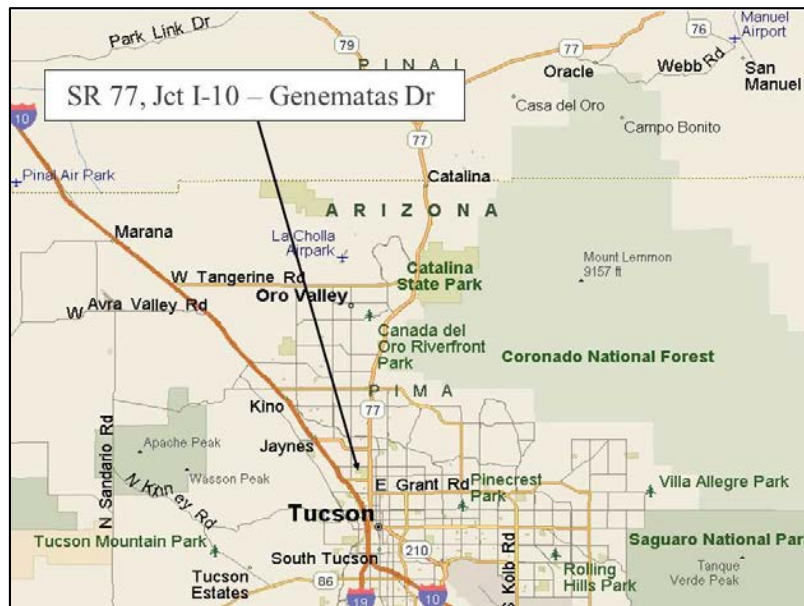 Park Link Dr
79
PINAL
77
76
Manuel
Airport
Oracle
Webb Rd
San
Manuel
SR 77, Jct I-10 – Genematas Dr
10
Casa del Oro
Campo Bonito
77
Pinal Air Park
Catalina
ARIZONA
Marana
La Cholla
Airpark
Mount Lemmon
9157 ft
W Tangerine Rd
Catalina
State Park
Oro Valley
W Avra Valley Rd
Canada del
Oro Riverfront
Park
Coronado National Forest
PIMA
Kino
77
N Sandario Rd
Apache Peak
Jaynes
Wasson Peak
E Grant Rd
Pinecrest
Park
Villa Allegre Park
N Kinney Rd
Tucson
Tucson Mountain Park
South Tucson
210
S Kolb Rd
Saguaro National Par
Tanque
Verde Peak
Rolling
Hills Park
Tucson
Estates
86
19
10